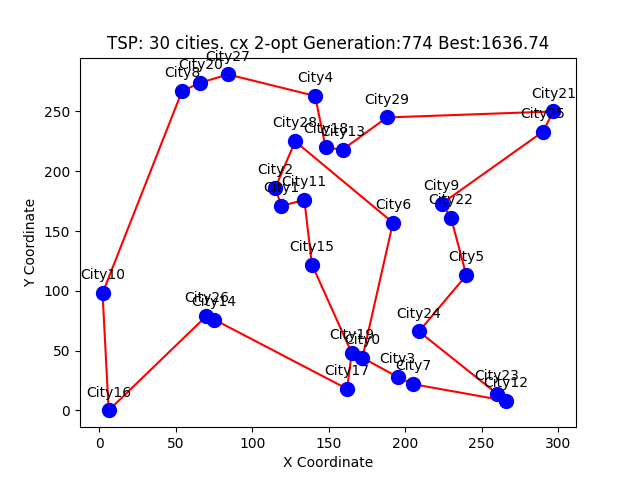 TSP: 30 cities. cx 2-opt Generation:774 Best:1636.74
City27
City20
City8
City4
City21
City29
City25
City28
City18
City13
City2
City1
City11
City9
City22
City6
City15
City5
City10
City26
City14
City24
City19
City0
City3
City7
City17
City23
City12
City16
Y Coordinate
250
200
150
100
50
0
0
50
100
150
200
250
300
X Coordinate